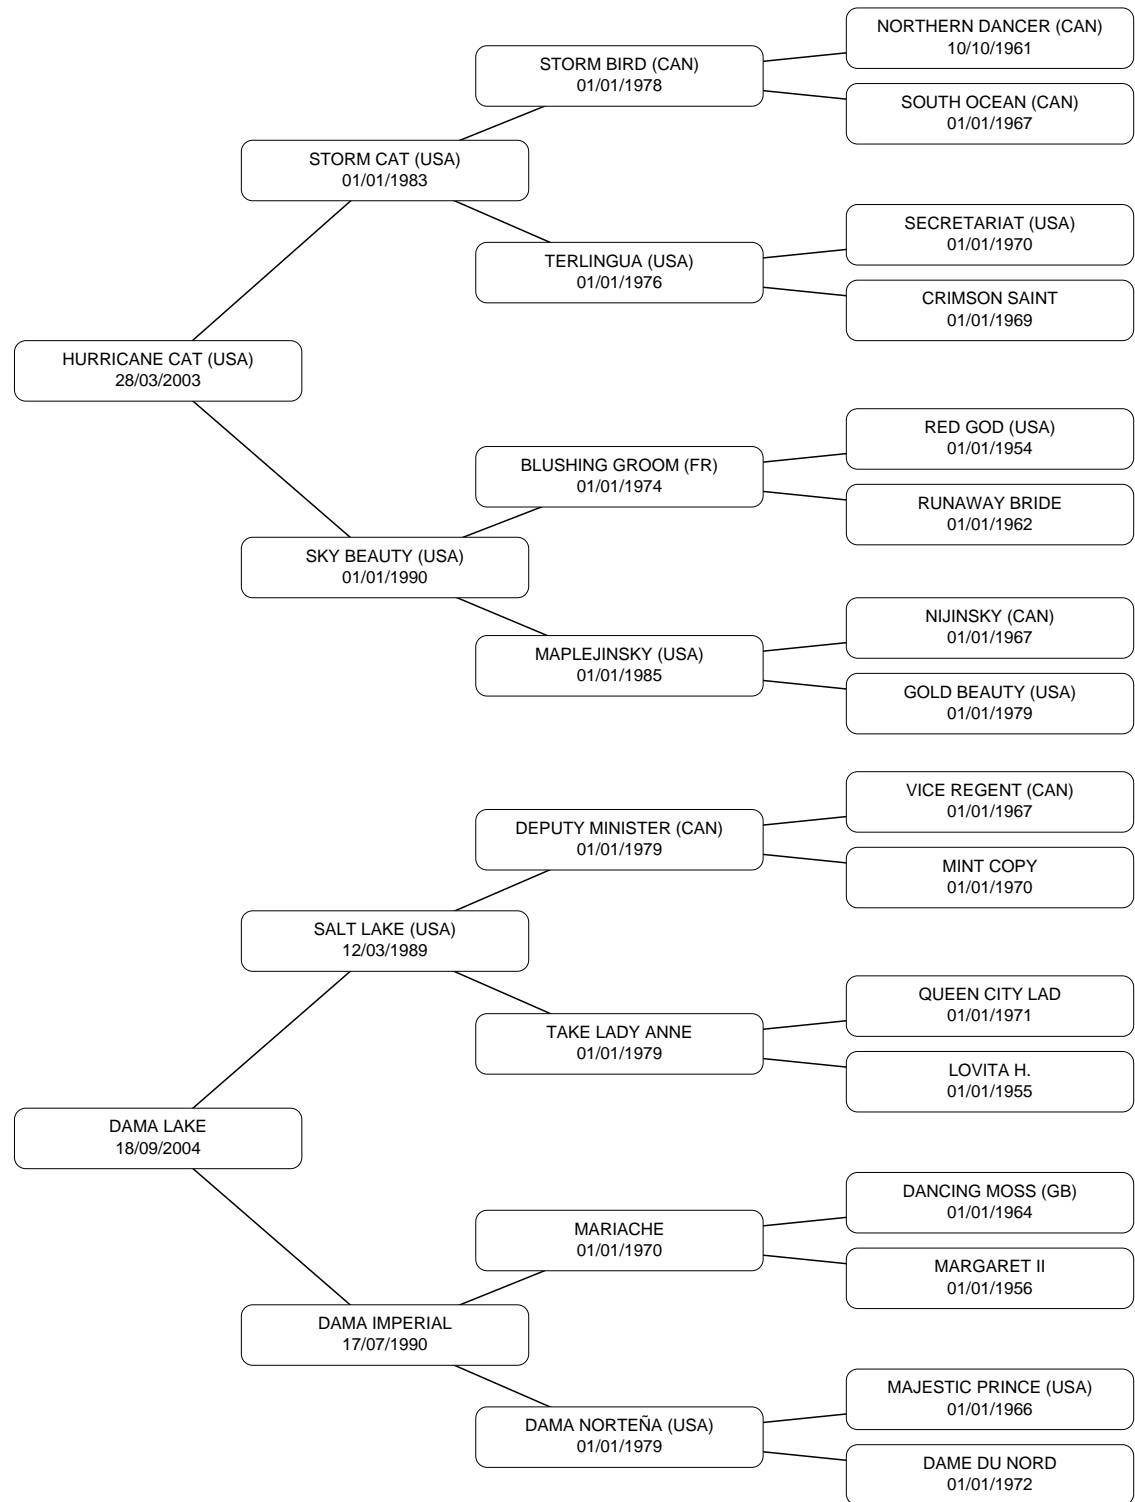 NORTHERN DANCER (CAN)
10/10/1961
STORM BIRD (CAN)
01/01/1978
SOUTH OCEAN (CAN)
01/01/1967
STORM CAT (USA)
01/01/1983
SECRETARIAT (USA)
01/01/1970
TERLINGUA (USA)
01/01/1976
CRIMSON SAINT
01/01/1969
HURRICANE CAT (USA)
28/03/2003
RED GOD (USA)
01/01/1954
BLUSHING GROOM (FR)
01/01/1974
RUNAWAY BRIDE
01/01/1962
SKY BEAUTY (USA)
01/01/1990
NIJINSKY (CAN)
01/01/1967
MAPLEJINSKY (USA)
01/01/1985
GOLD BEAUTY (USA)
01/01/1979
VICE REGENT (CAN)
01/01/1967
DEPUTY MINISTER (CAN)
01/01/1979
MINT COPY
01/01/1970
SALT LAKE (USA)
12/03/1989
QUEEN CITY LAD
01/01/1971
TAKE LADY ANNE
01/01/1979
LOVITA H.
01/01/1955
DAMA LAKE
18/09/2004
DANCING MOSS (GB)
01/01/1964
MARIACHE
01/01/1970
MARGARET II
01/01/1956
DAMA IMPERIAL
17/07/1990
MAJESTIC PRINCE (USA)
01/01/1966
DAMA NORTEÑA (USA)
01/01/1979
DAME DU NORD
01/01/1972